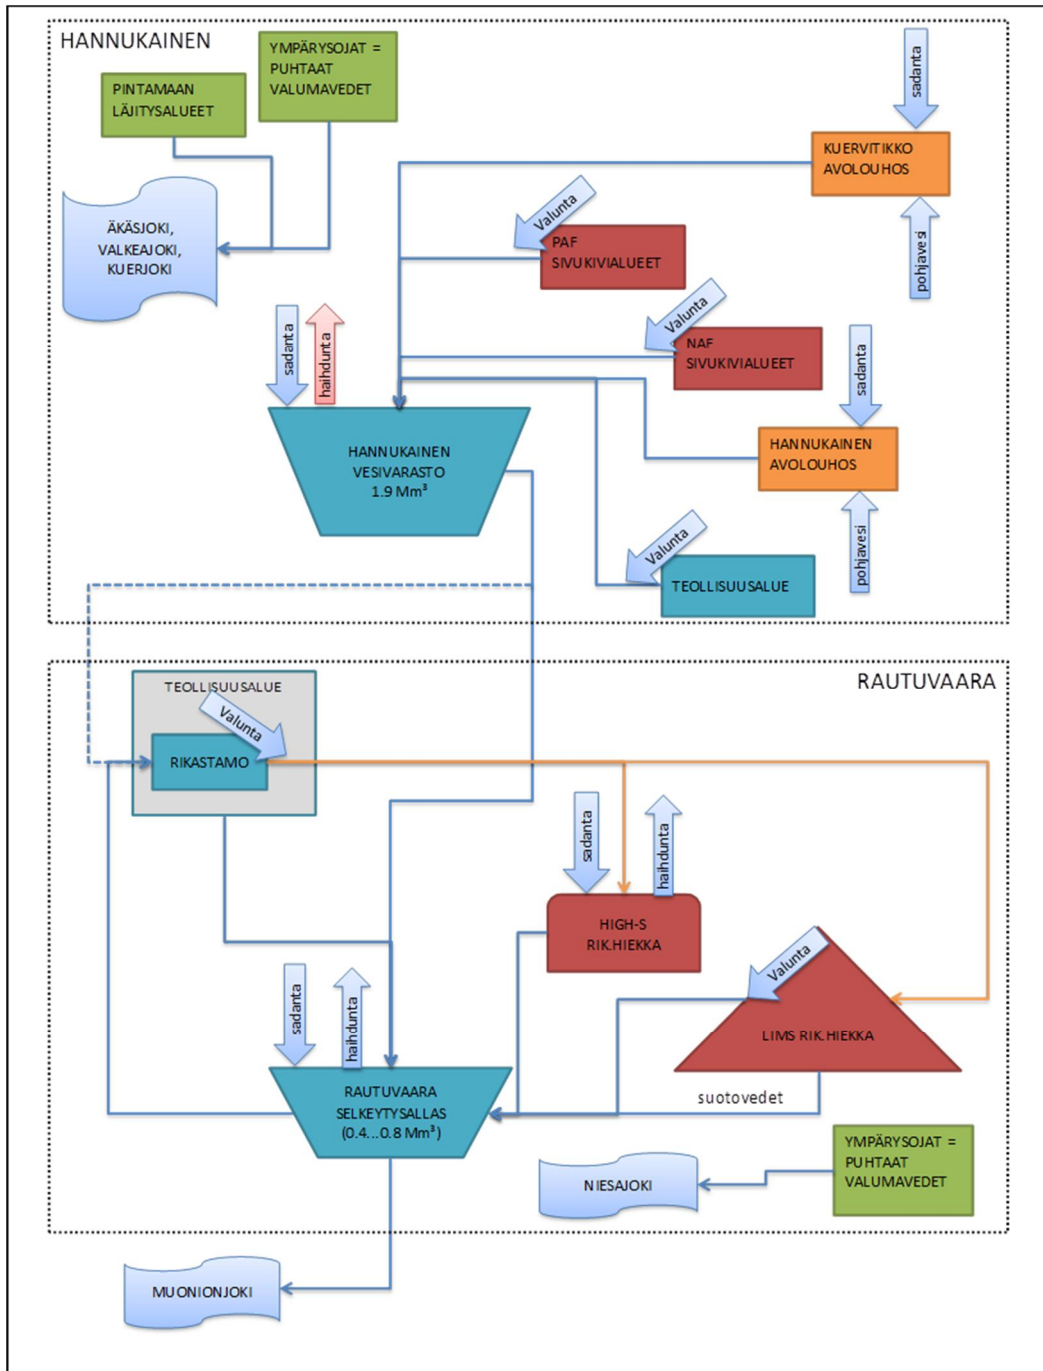 HANNUKAINEN
YMPÄRYSOJAT =
PUHTAAT
VALUMAVEDET
PINTAMAAN
LÄJITYSALUEET
sadanta
KUERVITIKKO
AVOLOUHOS
pohjavesi
ÄKÄSJOKI,
VALKEAJOKI,
KUERJOKI
Valunta
PAF
SIVUKIVIALUEET
Valunta
NAF
SIVUKIVIALUEET
sadanta
haihdunta
sadanta
HANNUKAINEN
VESIVARASTO
1.9 Mm³
HANNUKAINEN
AVOLOUHOS
pohjavesi
Valunta
TEOLLISUUSALUE
RAUTUVAARA
TEOLLISUUSALUE
Valunta
RIKASTAMO
sadanta
haihdunta
HIGH-S
RIK.HIEKKA
Valunta
LIMS RIK.HIEKKA
sadanta
haihdunta
RAUTUVAARA
SELKEYTYSALLAS
(0.4...0.8 Mm³)
suotovedet
YMPÄRYSOJAT =
PUHTAAT
VALUMAVEDET
NIESAJOKI
MUONIONJOKI